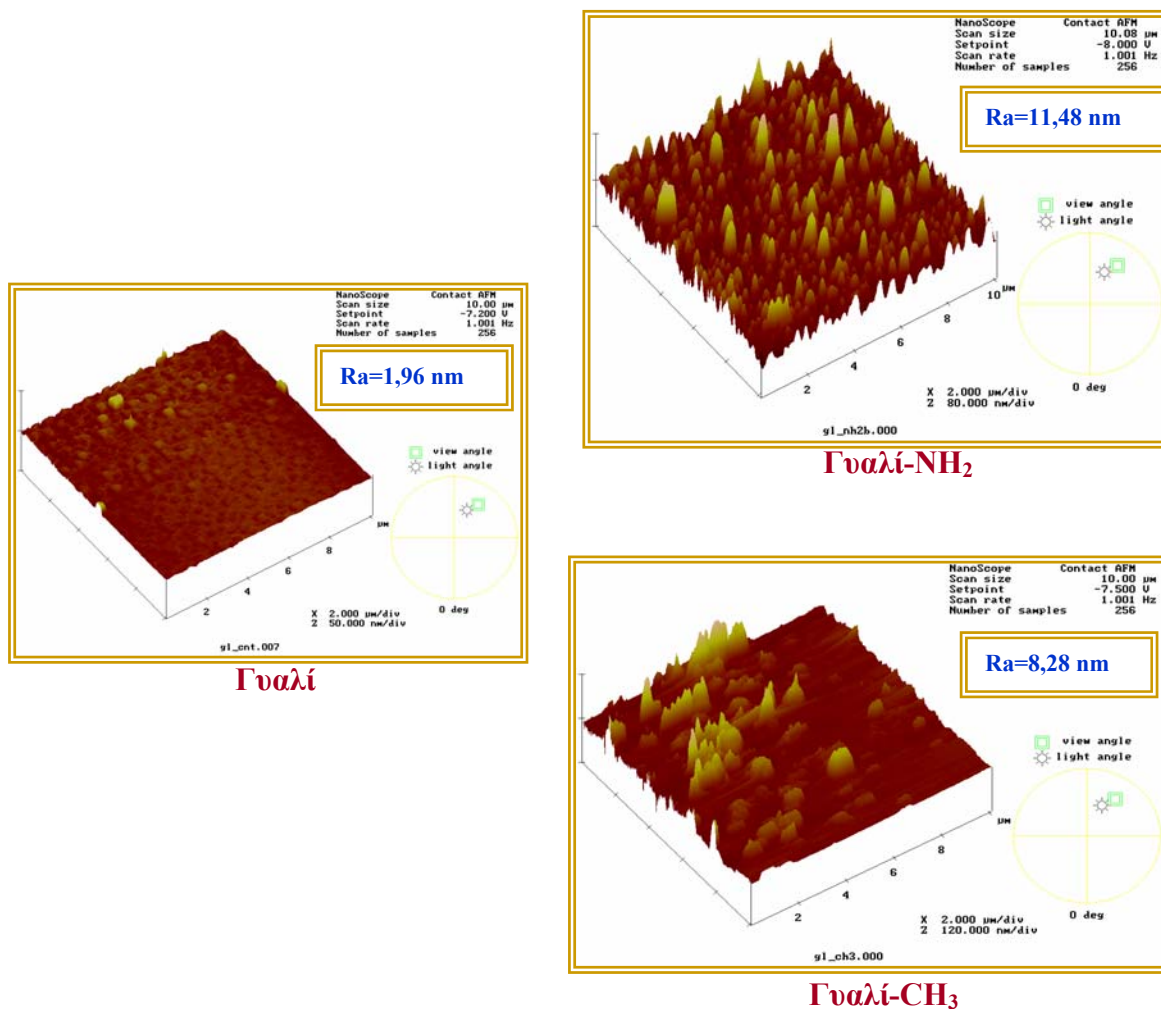 NanoScope Contact AFM
Scan size 10.00 µm
Setpoint -7.200 V
Scan rate 1.001 Hz
Number of samples 256
Ra=1,96 nm
view angle
light angle
µm
8
6
4
2
0 deg
X 2.000 µm/div
Z 50.000 nm/div
gl_cnt.007
Γυαλί
NanoScope Contact AFM
Scan size 10.08 µm
Setpoint -8.000 V
Scan rate 1.001 Hz
Number of samples 256
Ra=11,48 nm
view angle
light angle
10 µm
8
6
4
2
0 deg
X 2.000 µm/div
Z 80.000 nm/div
gl_nh2b.000
Γυαλί-NH₂
NanoScope Contact AFM
Scan size 10.00 µm
Setpoint -7.500 V
Scan rate 1.001 Hz
Number of samples 256
Ra=8,28 nm
view angle
light angle
µm
8
6
4
2
0 deg
X 2.000 µm/div
Z 120.000 nm/div
gl_ch3.000
Γυαλί-CH₃